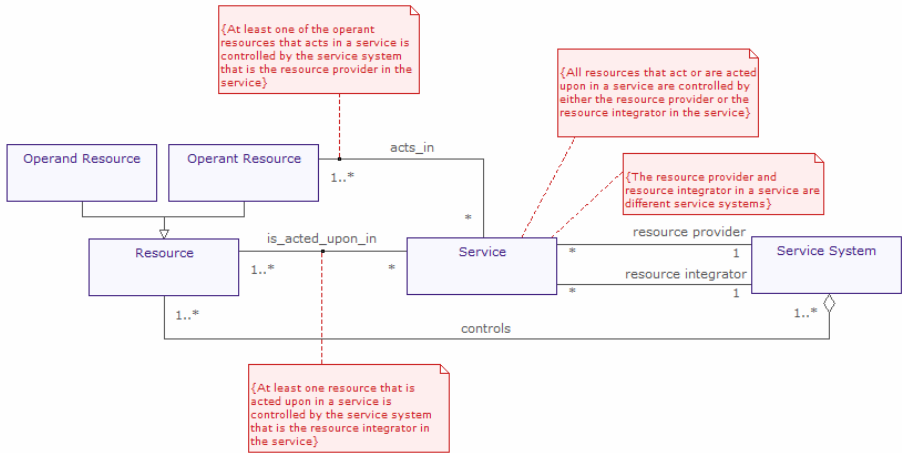 {At least one of the operant
resources that acts in a service is
controlled by the service system
that is the resource provider in the
service}
{All resources that act or are acted
upon in a service are controlled by
either the resource provider or the
resource integrator in the service}
Operand Resource
Operant Resource
acts_in
1..*
*
{The resource provider and
resource integrator in a service are
different service systems}
Resource
is_acted_upon_in
1..*
*
Service
resource provider
*
1
resource integrator
*
1
Service System
1..*
1..*
controls
{At least one resource that is
acted upon in a service is
controlled by the service system
that is the resource integrator in
the service}